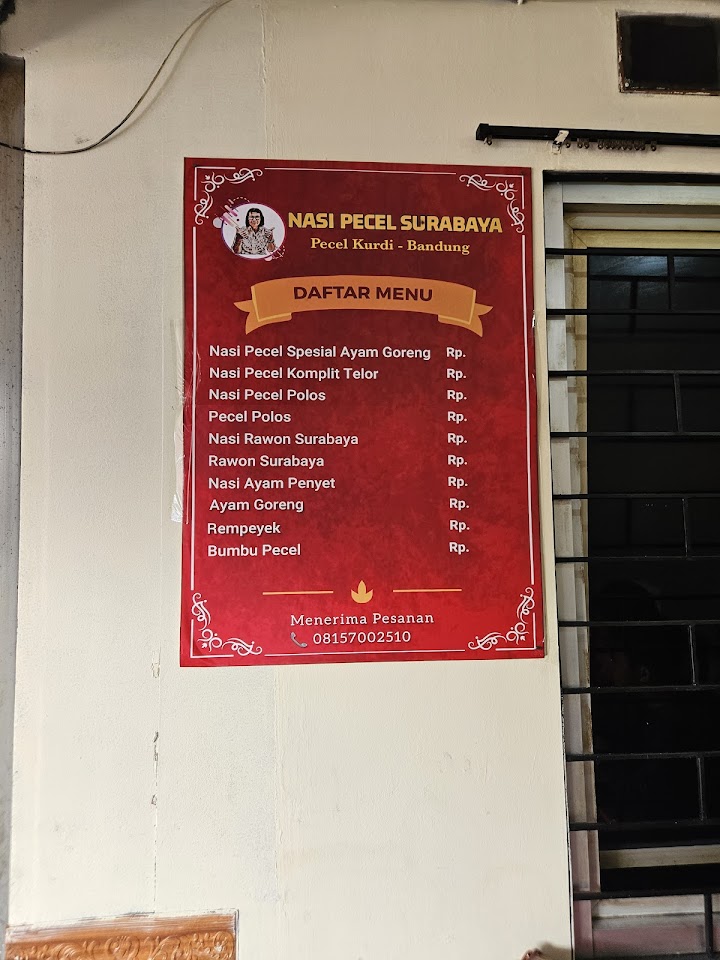 NASI PECEL SURABAYA
Pecel Kurdi - Bandung
DAFTAR MENU
Nasi Pecel Spesial Ayam Goreng Rp.
Nasi Pecel Komplit Telor Rp.
Nasi Pecel Polos Rp.
Pecel Polos Rp.
Nasi Rawon Surabaya Rp.
Rawon Surabaya Rp.
Nasi Ayam Penyet Rp.
Ayam Goreng Rp.
Rempeyek Rp.
Bumbu Pecel Rp.
Menerima Pesanan
08157002510